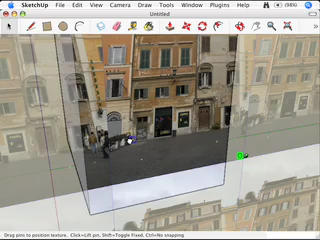 SketchUp File Edit View Camera Draw Tools Window Plugins Help (98%)
Untitled
Drag pins to position texture. Click=Lift pin, Shift=Toggle Fixed, Ctrl=No snapping